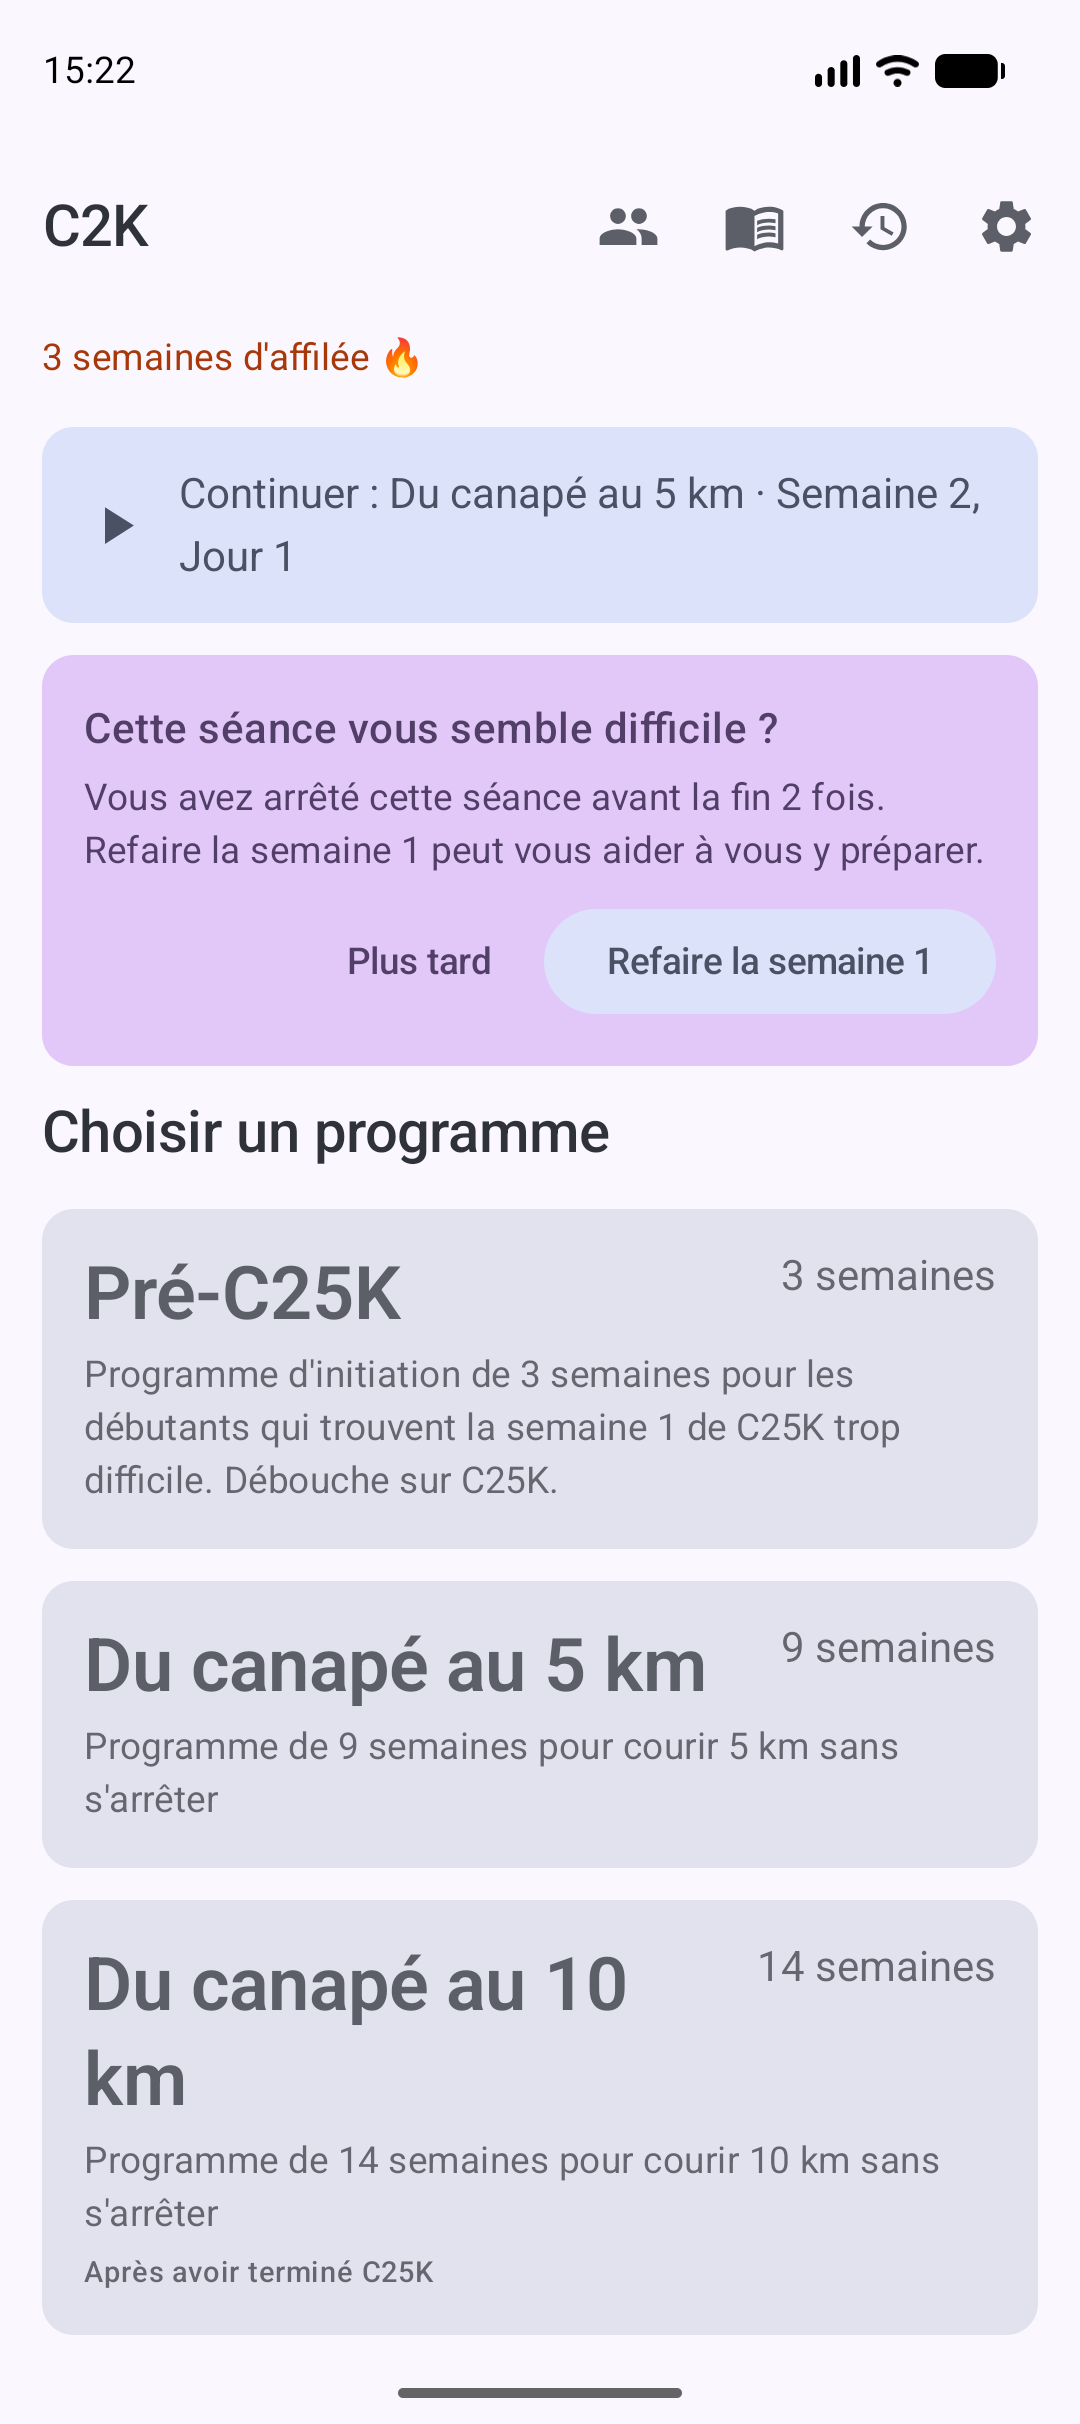 15:22
C2K
3 semaines d'affilée 🔥
Continuer : Du canapé au 5 km · Semaine 2,
Jour 1
Cette séance vous semble difficile ?
Vous avez arrêté cette séance avant la fin 2 fois.
Refaire la semaine 1 peut vous aider à vous y préparer.
Plus tard
Refaire la semaine 1
Choisir un programme
Pré-C25K
3 semaines
Programme d'initiation de 3 semaines pour les
débutants qui trouvent la semaine 1 de C25K trop
difficile. Débouche sur C25K.
Du canapé au 5 km
9 semaines
Programme de 9 semaines pour courir 5 km sans
s'arrêter
Du canapé au 10
km
14 semaines
Programme de 14 semaines pour courir 10 km sans
s'arrêter
Après avoir terminé C25K